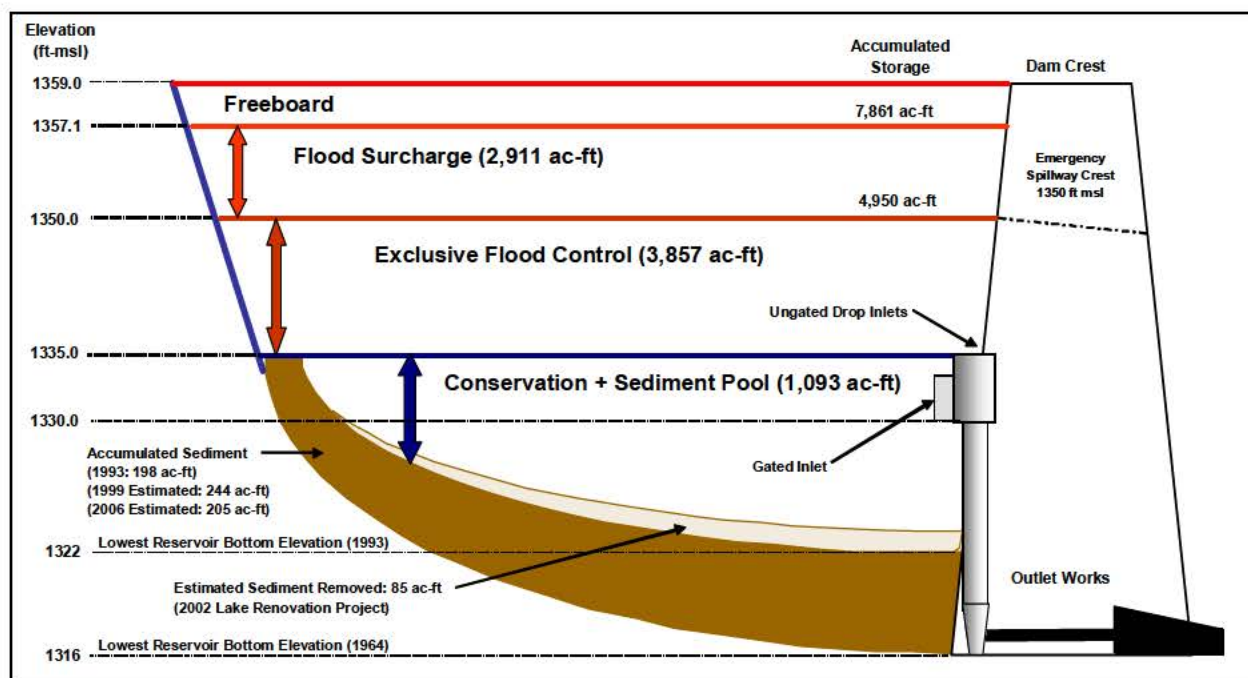 Elevation
(ft-msl)
Accumulated
Storage
Dam Crest
1359.0
Freeboard
7,861 ac-ft
1357.1
Flood Surcharge (2,911 ac-ft)
Emergency
Spillway Crest
1350 ft msl
4,950 ac-ft
1350.0
Exclusive Flood Control (3,857 ac-ft)
Ungated Drop Inlets
1335.0
Conservation + Sediment Pool (1,093 ac-ft)
1330.0
Accumulated Sediment
(1993: 198 ac-ft)
(1999 Estimated: 244 ac-ft)
(2006 Estimated: 205 ac-ft)
Gated Inlet
Lowest Reservoir Bottom Elevation (1993)
1322
Estimated Sediment Removed: 85 ac-ft
(2002 Lake Renovation Project)
Outlet Works
Lowest Reservoir Bottom Elevation (1964)
1316